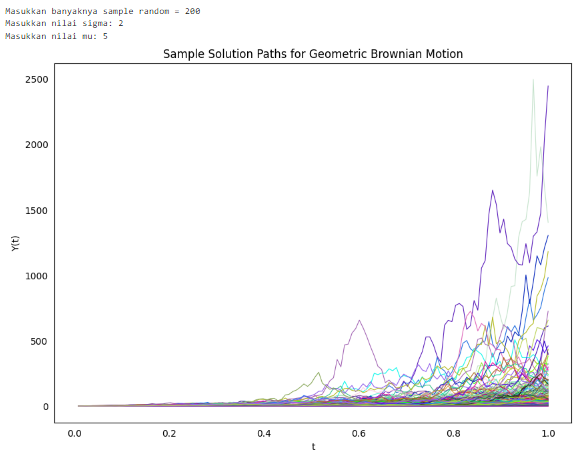 Masukkan banyaknya sample random = 200
Masukkan nilai sigma: 2
Masukkan nilai mu: 5
Sample Solution Paths for Geometric Brownian Motion
2500
2000
1500
1000
500
0
Y(t)
0.0 0.2 0.4 0.6 0.8 1.0
t